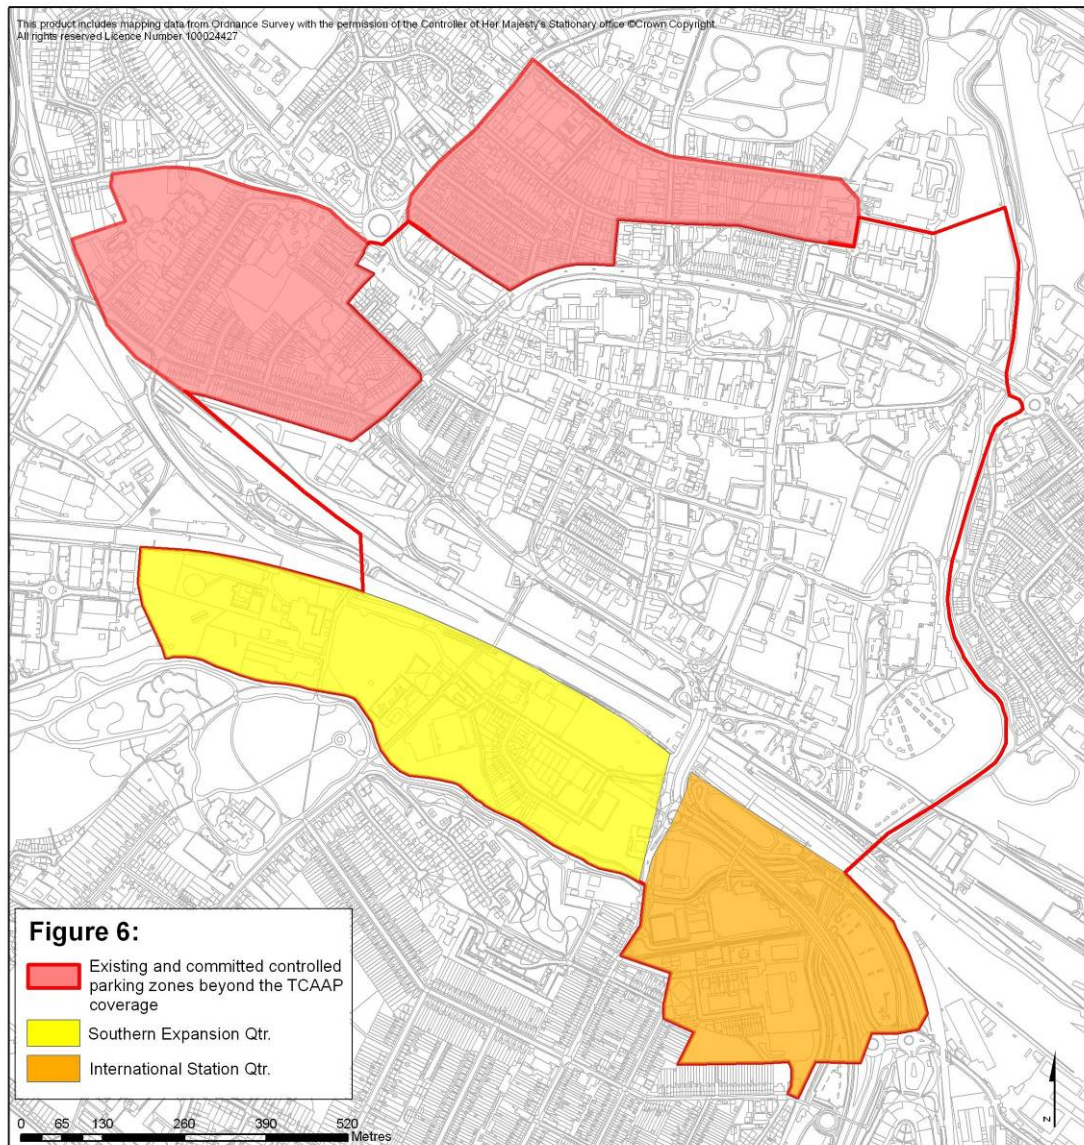 This product includes mapping data from Ordnance Survey with the permission of the Controller of Her Majesty's Stationary office ©Crown Copyright.
All rights reserved Licence Number 100024427
Figure 6:
Existing and committed controlled
parking zones beyond the TCAAP
coverage
Southern Expansion Qtr.
International Station Qtr.
0 65 130 260 390 520
Metres
N